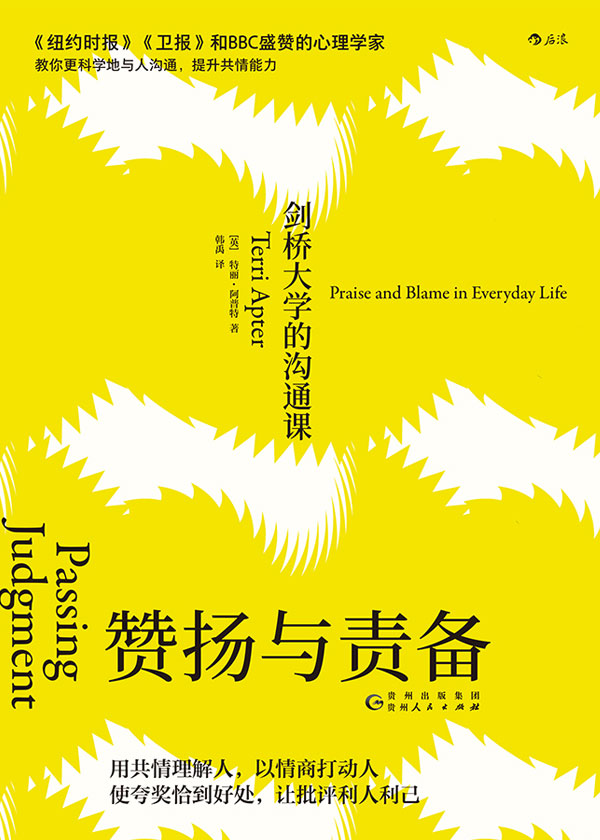 《纽约时报》《卫报》和BBC盛赞的心理学家
教你更科学地与人沟通，提升共情能力
后浪
剑桥大学的沟通课
Terri Apter
[英] 特丽·阿普特 著
韩禹 译
Praise and Blame in Everyday Life
Passing
Judgment
赞扬与责备
贵州出版集团
贵州人民出版社
用共情理解人，以情商打动人
使夸奖恰到好处，让批评利人利己